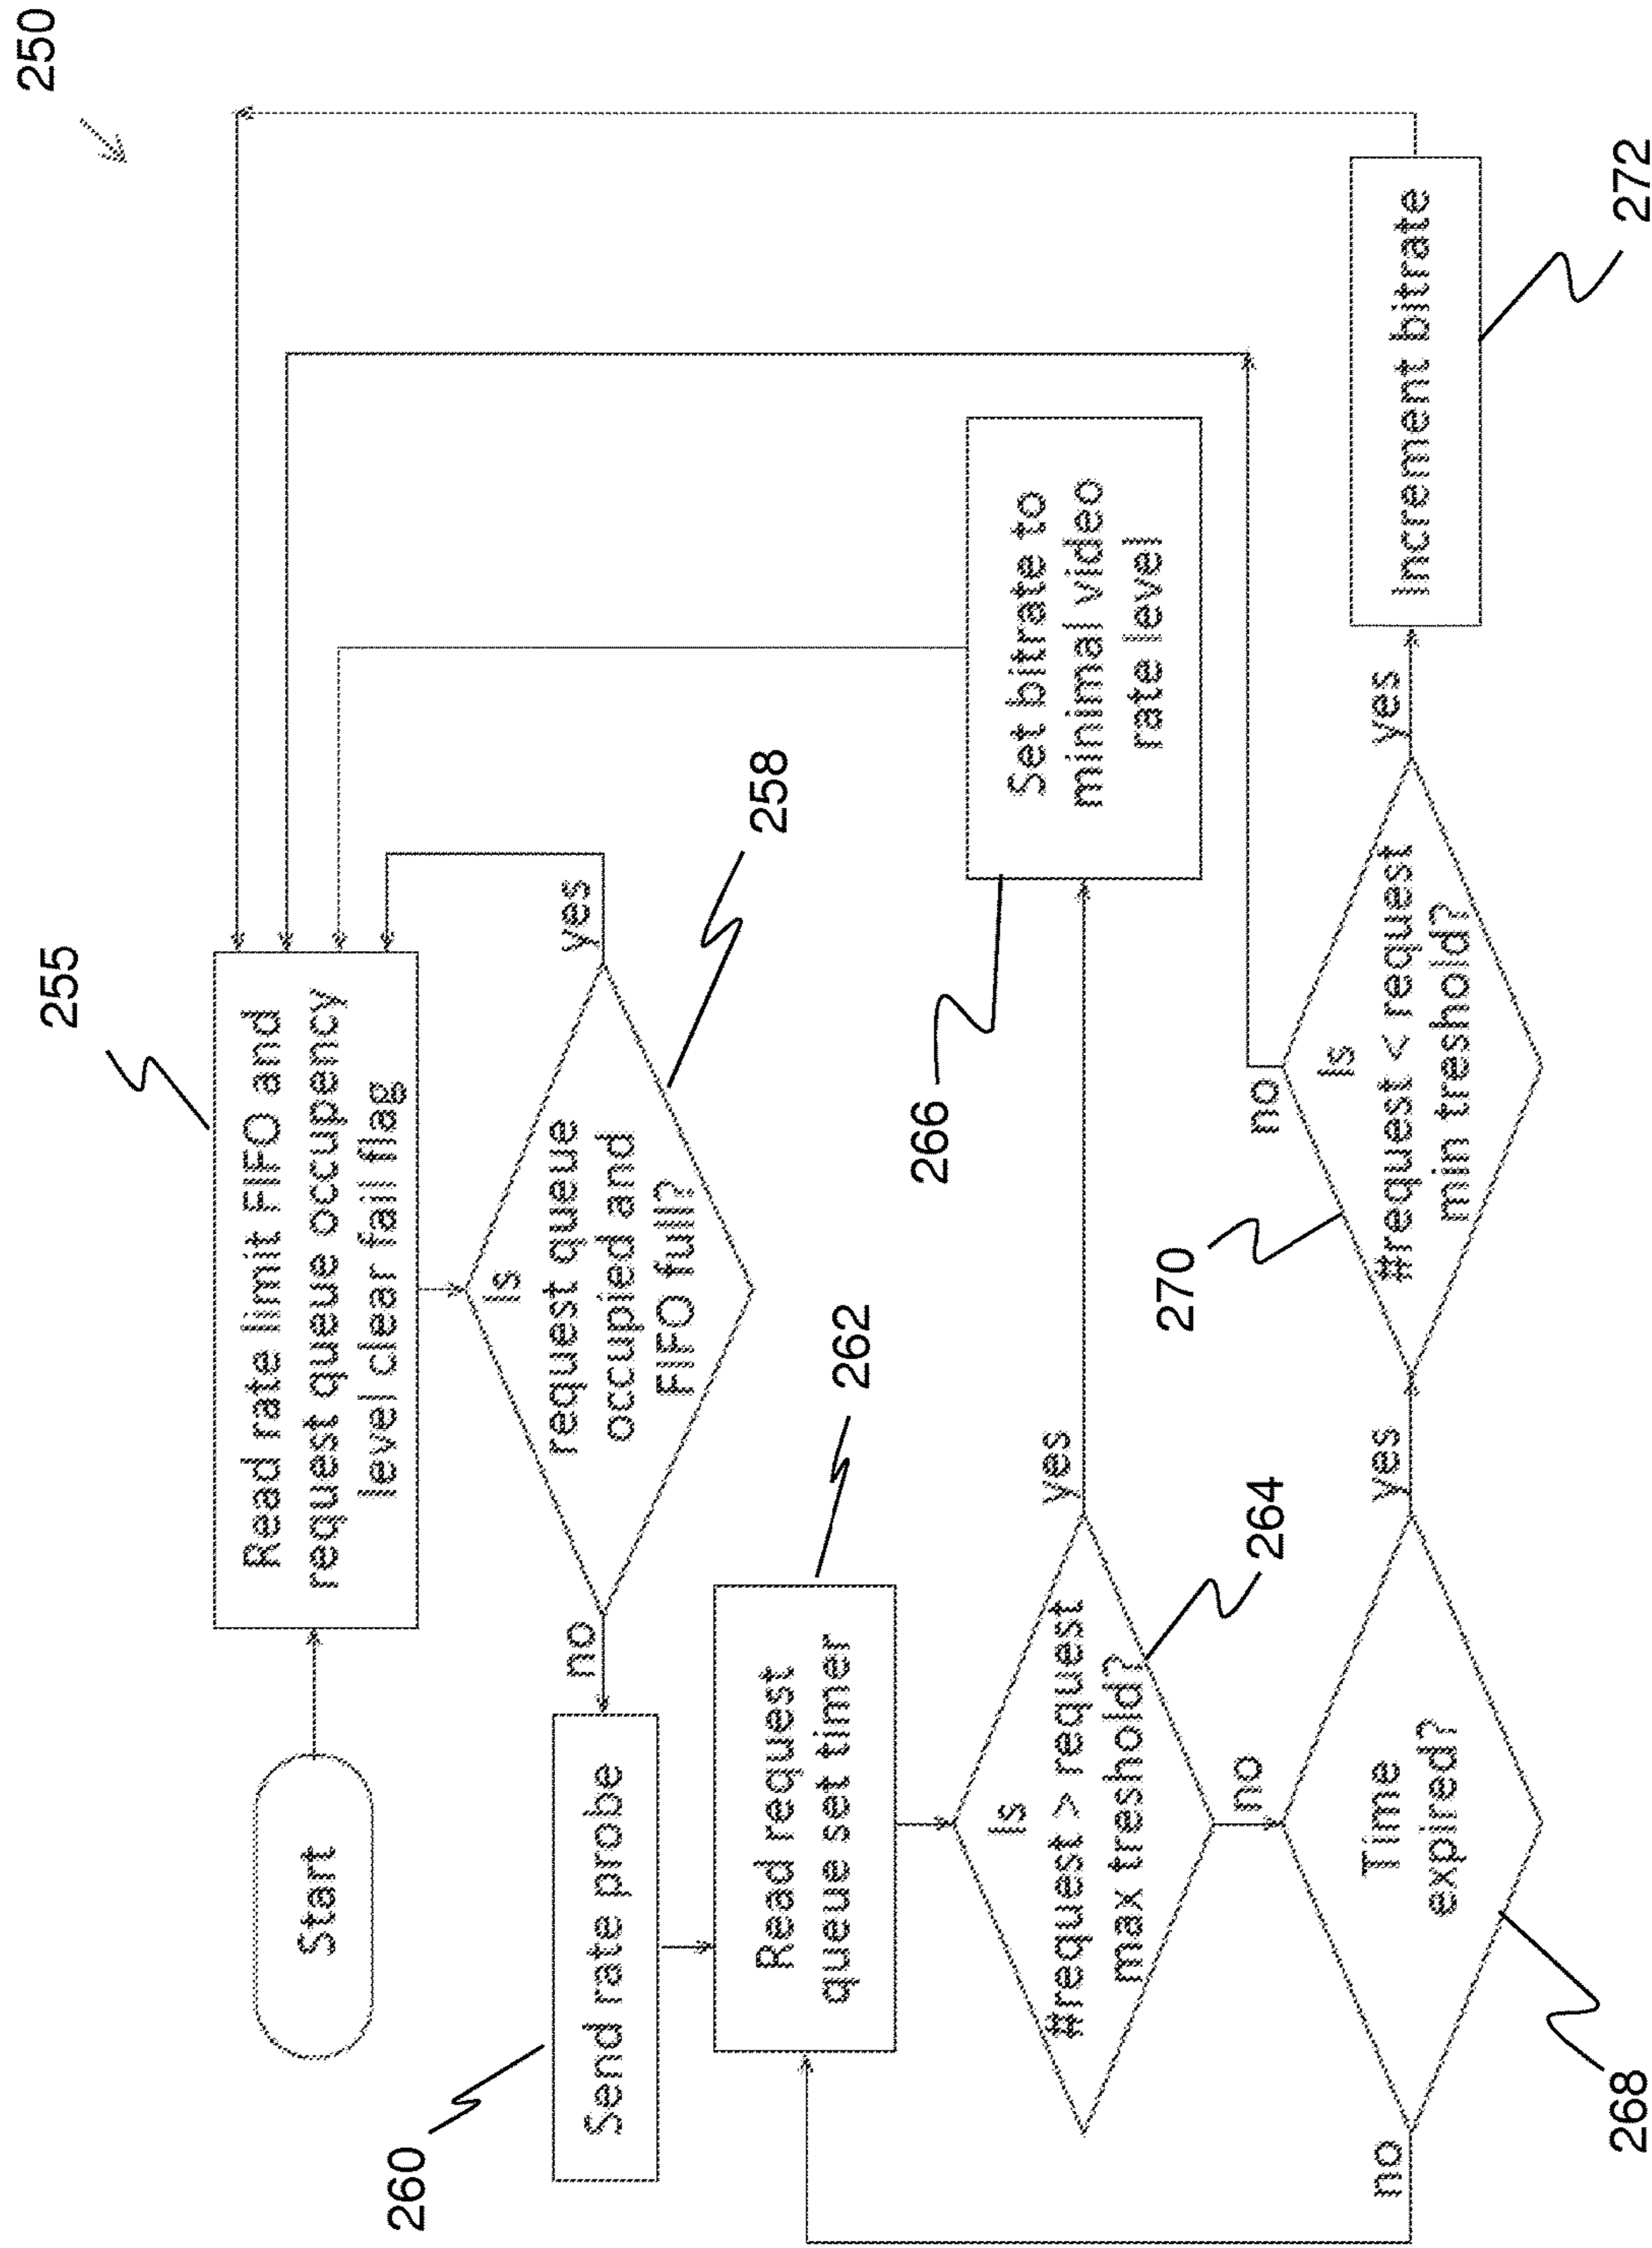 250
255
Start
Read rate limit FIFO and
request queue occupency
level clear fail flag
Is
request queue
occupied and
FIFO full?
yes
no
258
260
Send rate probe
262
Read request
queue set timer
Is
#request > request
max treshold?
yes
no
264
266
Set bitrate to
minimal video
rate level
Time
expired?
yes
no
268
270
Is
#request < request
min treshold?
no
yes
Increment bitrate
272